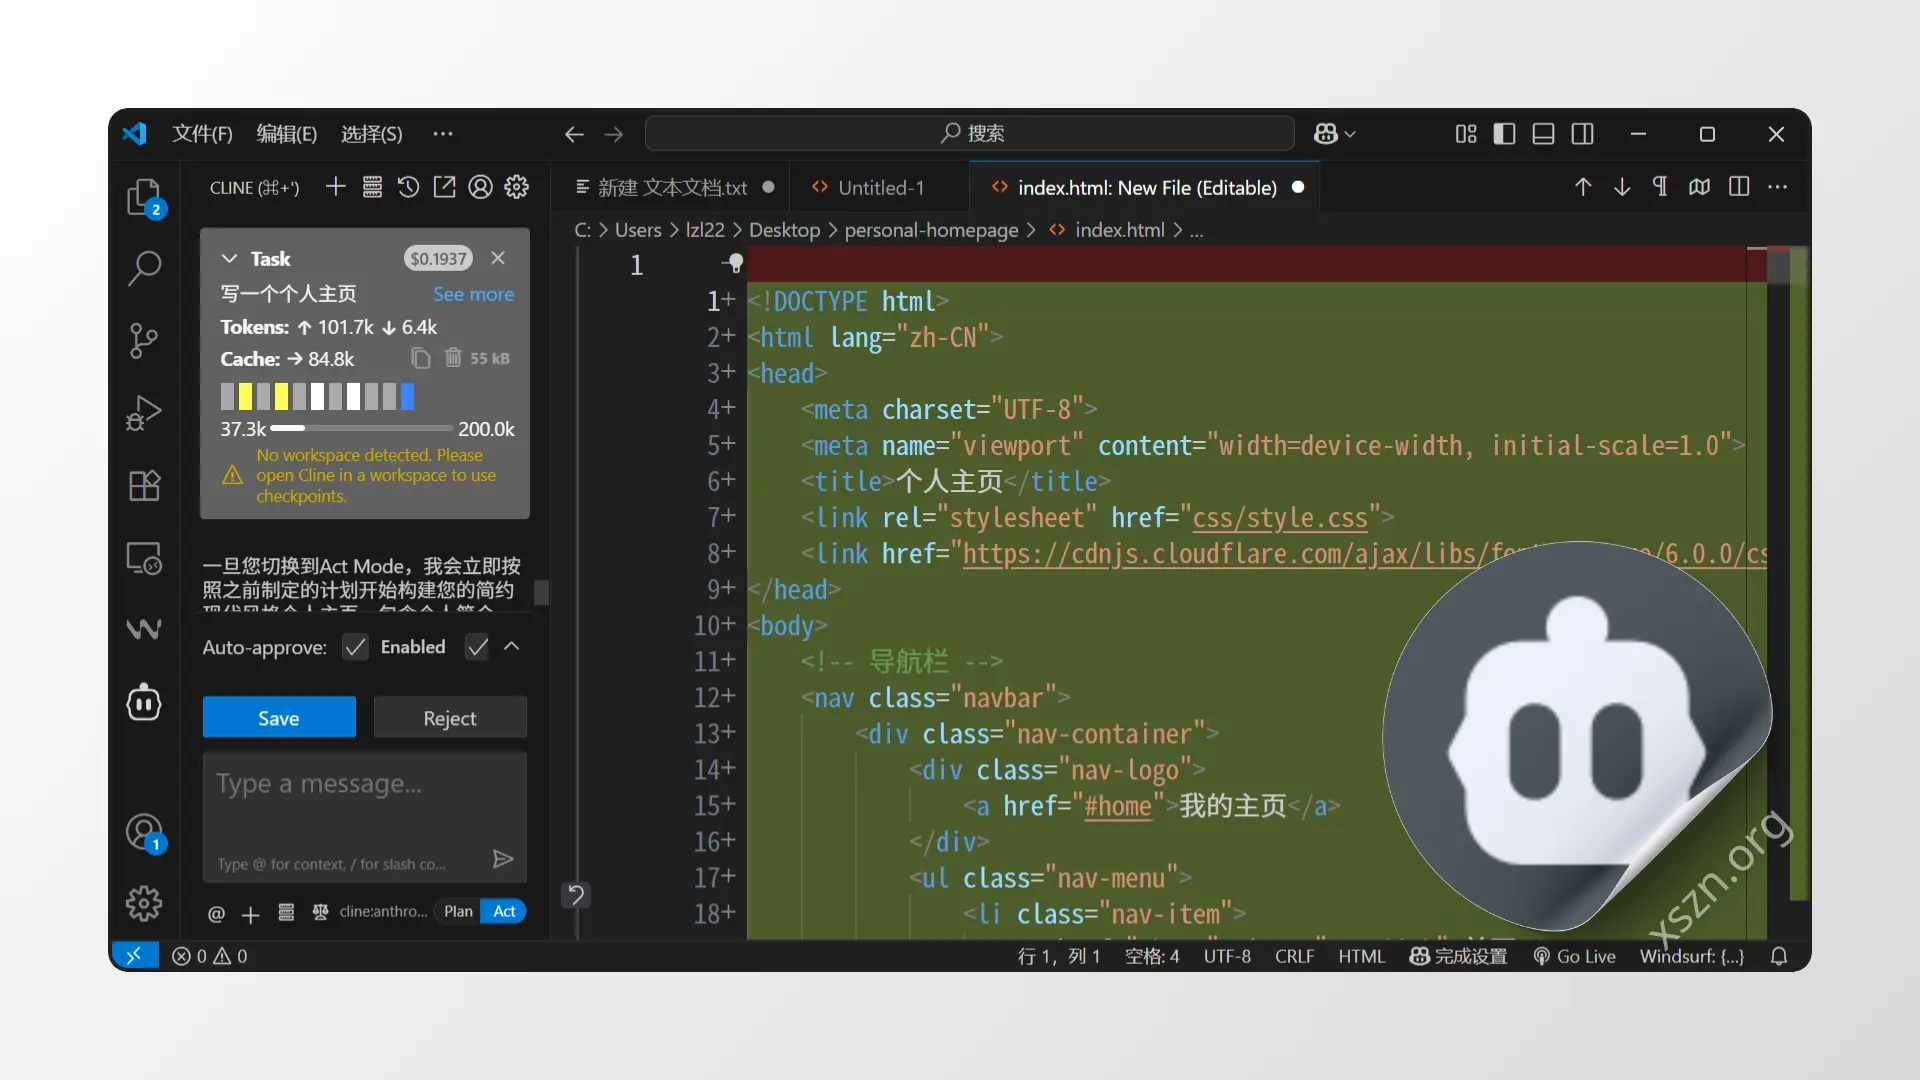 文件(F) 编辑(E) 选择(S) ··· 搜索
CLINE (⌘+')
2
Task $0.1937
写一个个人主页 See more
Tokens: ↑ 101.7k ↓ 6.4k
Cache: → 84.8k 55 kB
37.3k 200.0k
No workspace detected. Please
open Cline in a workspace to use
checkpoints.
一旦您切换到Act Mode，我会立即按
照之前制定的计划开始构建您的简约
Auto-approve: Enabled
Save Reject
Type a message...
Type @ for context, / for slash co...
@ + cline:anthro... Plan Act
1
新建 文本文档.txt Untitled-1 index.html: New File (Editable)
C: > Users > lzl22 > Desktop > personal-homepage > index.html > ...
1
1+ <!DOCTYPE html>
2+ <html lang="zh-CN">
3+ <head>
4+ <meta charset="UTF-8">
5+ <meta name="viewport" content="width=device-width, initial-scale=1.0">
6+ <title>个人主页</title>
7+ <link rel="stylesheet" href="css/style.css">
8+ <link href="https://cdnjs.cloudflare.com/ajax/libs/ /6.0.0/cs
9+ </head>
10+ <body>
11+ <!-- 导航栏 -->
12+ <nav class="navbar">
13+ <div class="nav-container">
14+ <div class="nav-logo">
15+ <a href="#home">我的主页</a>
16+ </div>
17+ <ul class="nav-menu">
18+ <li class="nav-item">
xszn.org
0 0 行 1，列 1 空格: 4 UTF-8 CRLF HTML 完成设置 Go Live Windsurf: {...}